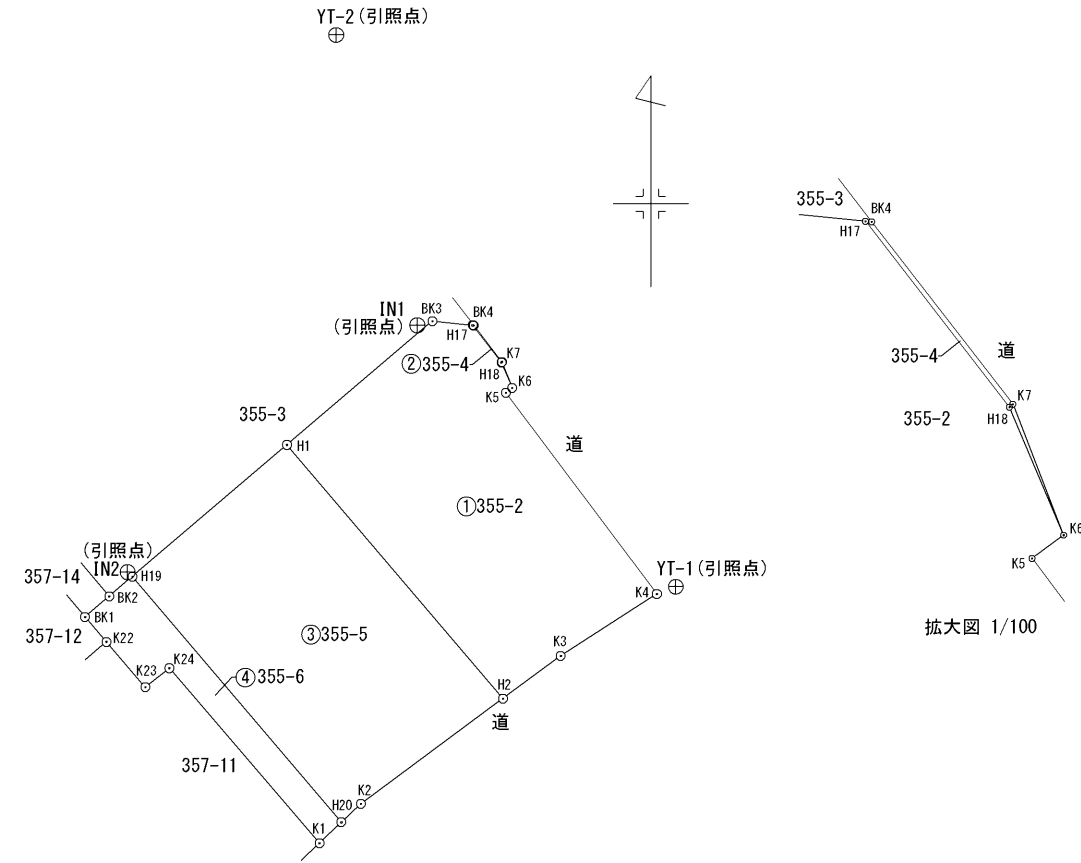 YT-2(引照点)
355-3
BK4
H17
IN1
(引照点)
BK3
BK4
H17
K7
②355-4
H18
K6
K5
355-4
道
K7
355-2
H18
K6
K5
拡大図 1/100
355-3
H1
道
①355-2
(引照点)
IN2
H19
357-14
BK2
BK1
YT-1(引照点)
K4
357-12
K22
③355-5
K3
K23
K24
④355-6
H2
道
357-11
K2
H20
K1